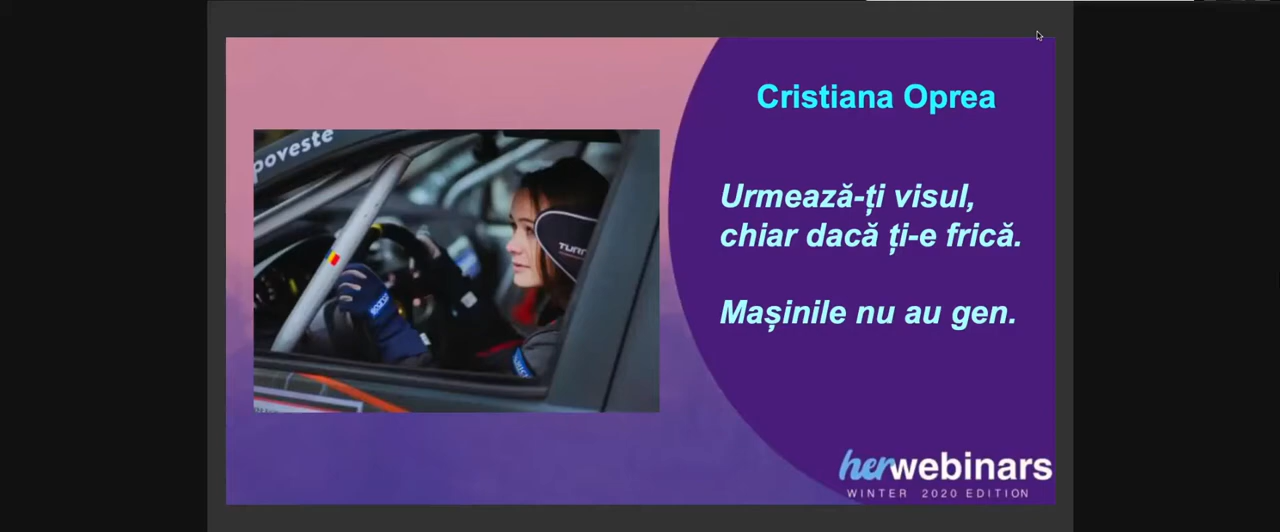 Cristiana Oprea
poveste
Urmează-ți visul,
chiar dacă ți-e frică.
Mașinile nu au gen.
herwebinars
WINTER 2020 EDITION